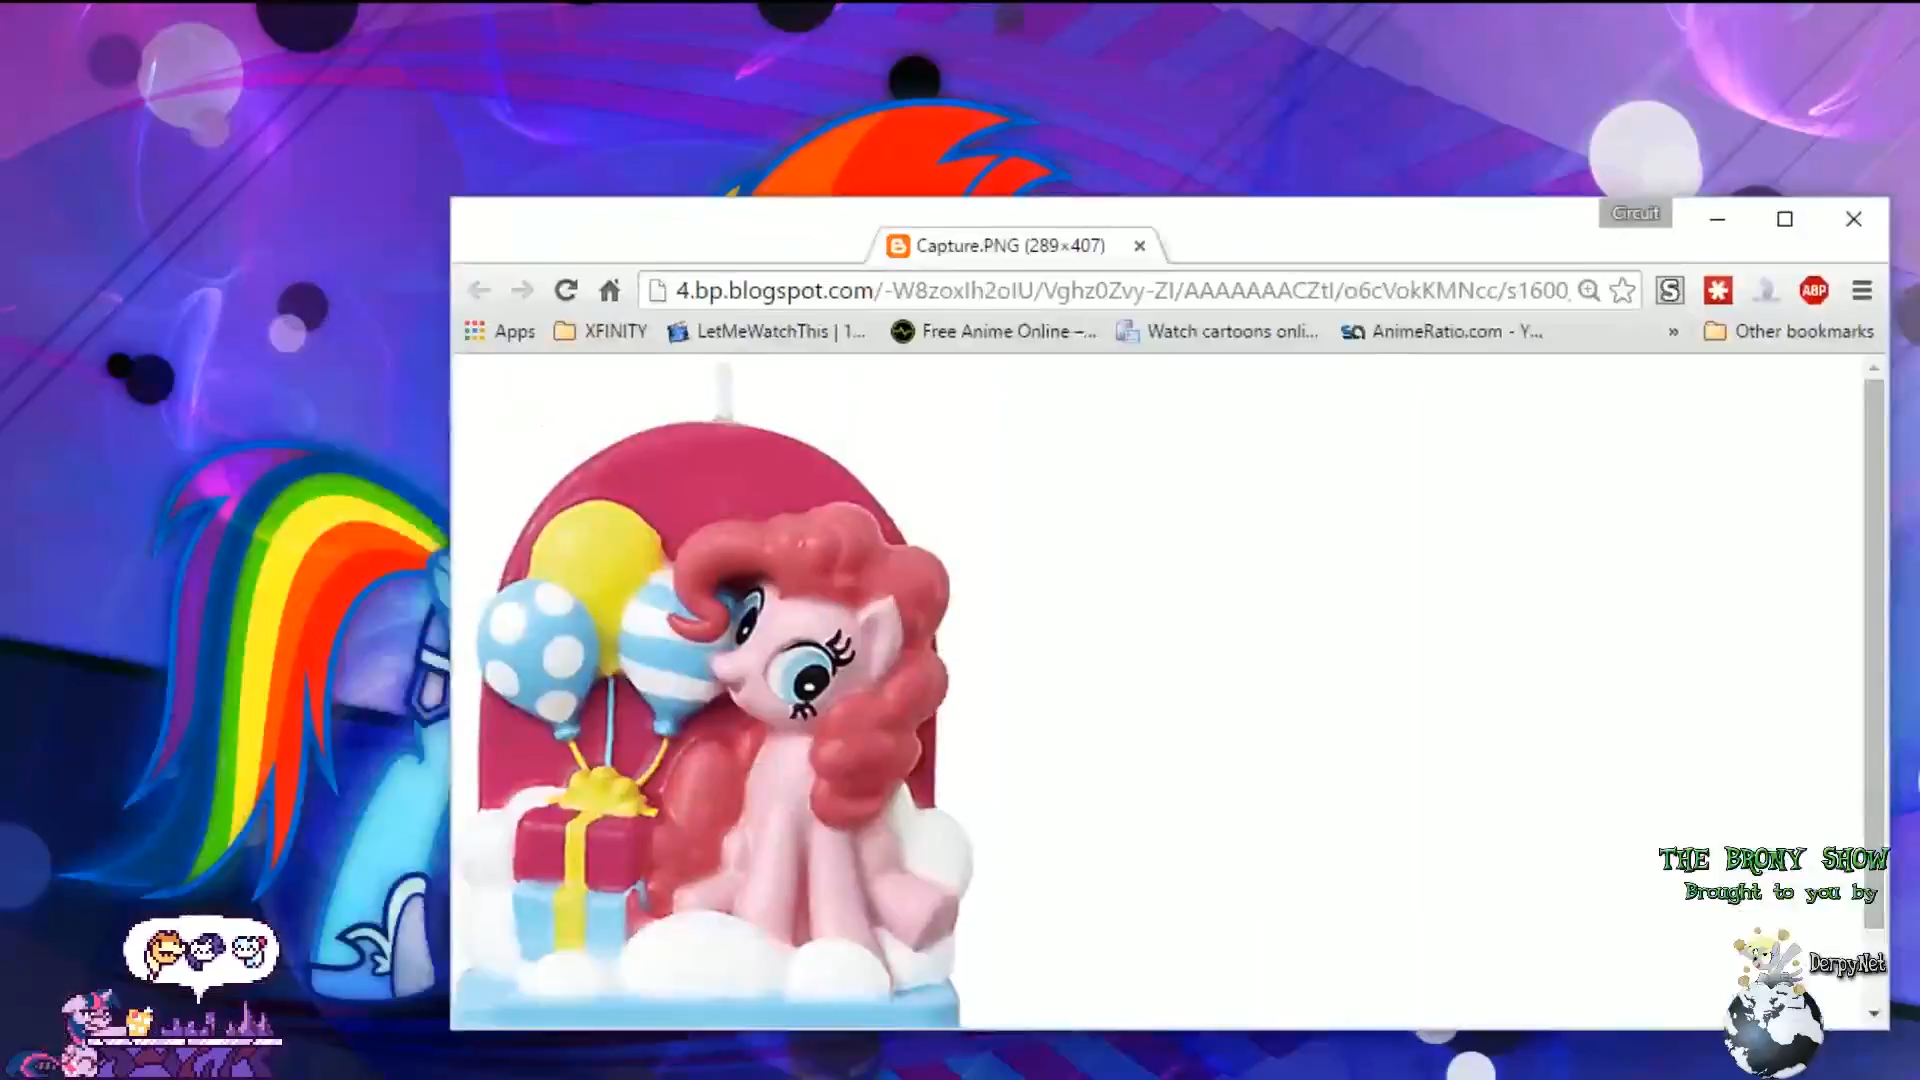 Circuit
Capture.PNG (289×407)
4.bp.blogspot.com/-W8zoxIh2oIU/Vghz0Zvy-ZI/AAAAAAACZtI/o6cVokKMNcc/s1600,
S
ABP
Apps XFINITY LetMeWatchThis | 1... Free Anime Online –... Watch cartoons onli... AnimeRatio.com - Y... » Other bookmarks
THE BRONY SHOW
Brought to you by
DerpyNet